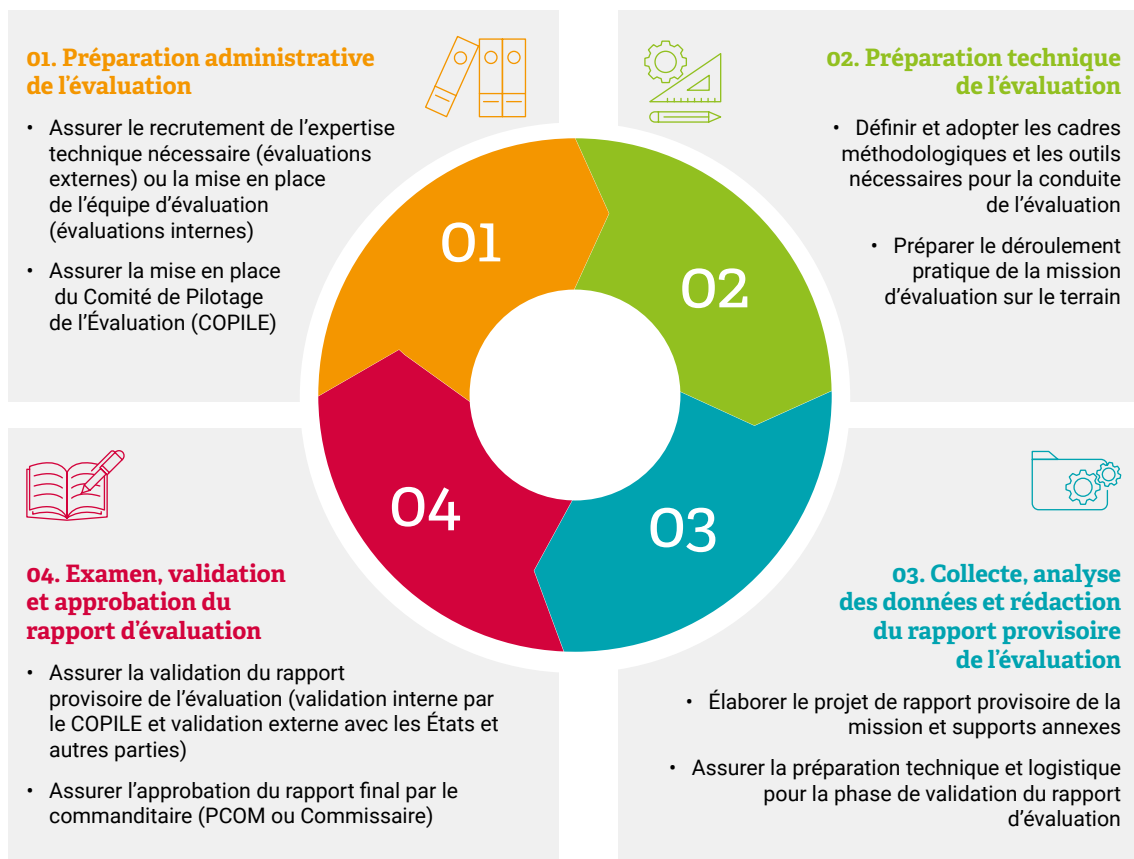 01. Préparation administrative
de l’évaluation
• Assurer le recrutement de l’expertise
technique nécessaire (évaluations
externes) ou la mise en place
de l’équipe d’évaluation
(évaluations internes)
• Assurer la mise en place
du Comité de Pilotage
de l’Évaluation (COPILE)
02. Préparation technique
de l’évaluation
• Définir et adopter les cadres
méthodologiques et les outils
nécessaires pour la conduite
de l’évaluation
• Préparer le déroulement
pratique de la mission
d’évaluation sur le terrain
01
02
03
04
03. Collecte, analyse
des données et rédaction
du rapport provisoire
de l’évaluation
• Élaborer le projet de rapport provisoire de la
mission et supports annexes
• Assurer la préparation technique et logistique
pour la phase de validation du rapport
d’évaluation
04. Examen, validation
et approbation du
rapport d’évaluation
• Assurer la validation du rapport
provisoire de l’évaluation (validation interne par
le COPILE et validation externe avec les États et
autres parties)
• Assurer l’approbation du rapport final par le
commanditaire (PCOM ou Commissaire)